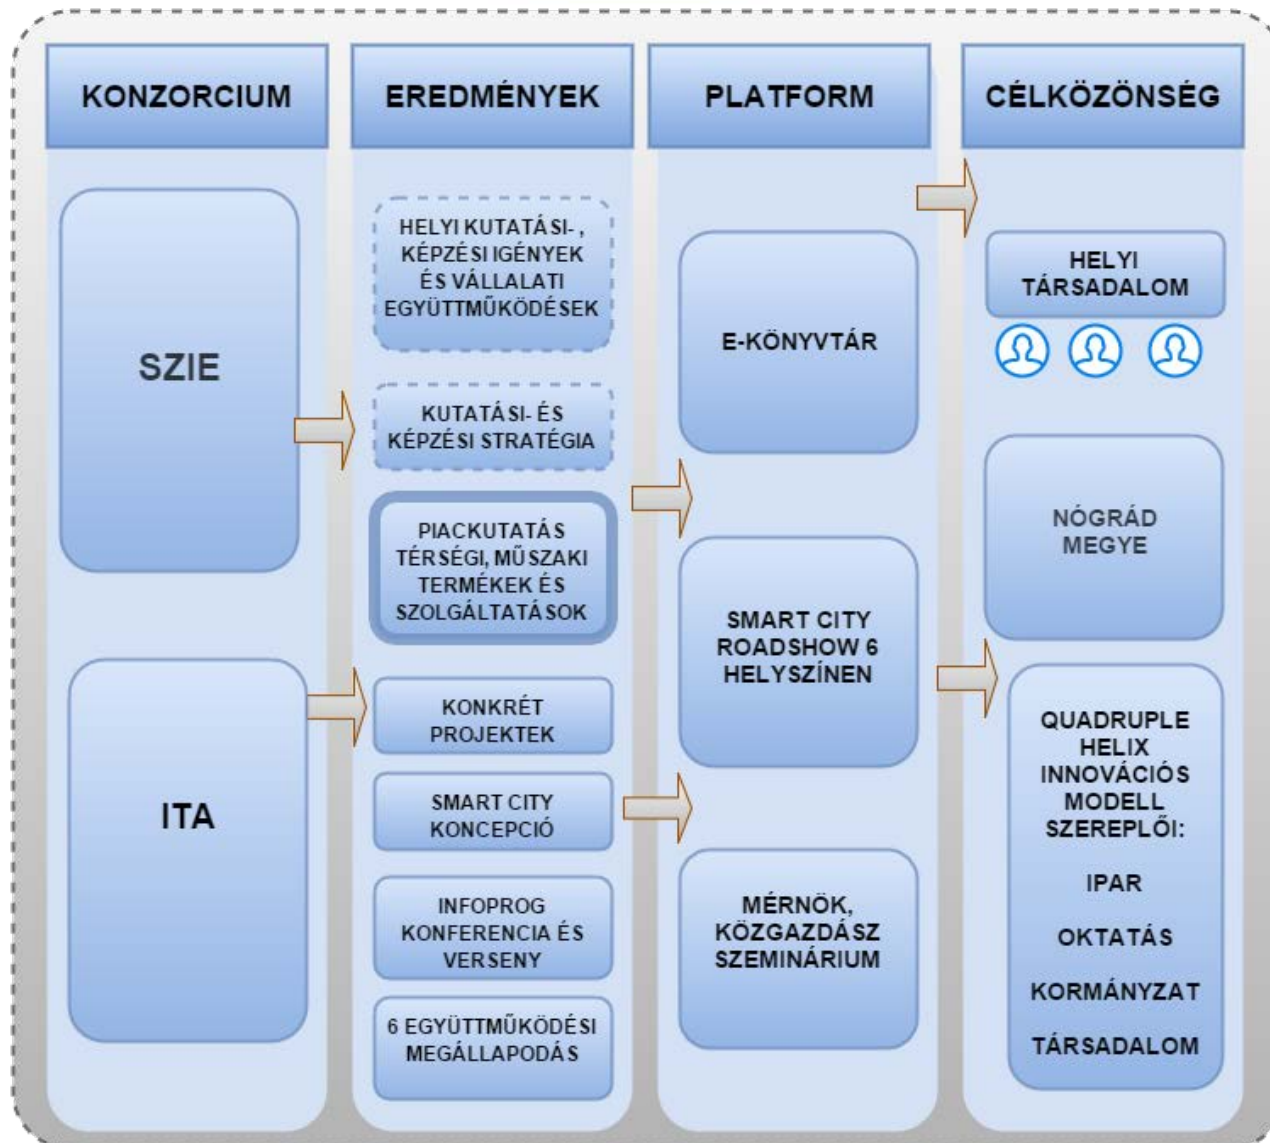 KONZORCIUM
SZIE
ITA
EREDMÉNYEK
HELYI KUTATÁSI- ,
KÉPZÉSI IGÉNYEK
ÉS VÁLLALATI
EGYÜTTMŰKÖDÉSEK
KUTATÁSI- ÉS
KÉPZÉSI STRATÉGIA
PIACKUTATÁS
TÉRSÉGI, MŰSZAKI
TERMÉKEK ÉS
SZOLGÁLTATÁSOK
KONKRÉT
PROJEKTEK
SMART CITY
KONCEPCIÓ
INFOPROG
KONFERENCIA ÉS
VERSENY
6 EGYÜTTMŰKÖDÉSI
MEGÁLLAPODÁS
PLATFORM
E-KÖNYVTÁR
SMART CITY
ROADSHOW 6
HELYSZÍNEN
MÉRNÖK,
KÖZGAZDÁSZ
SZEMINÁRIUM
CÉLKÖZÖNSÉG
HELYI
TÁRSADALOM
NÓGRÁD
MEGYE
QUADRUPLE
HELIX
INNOVÁCIÓS
MODELL
SZEREPLŐI:
IPAR
OKTATÁS
KORMÁNYZAT
TÁRSADALOM